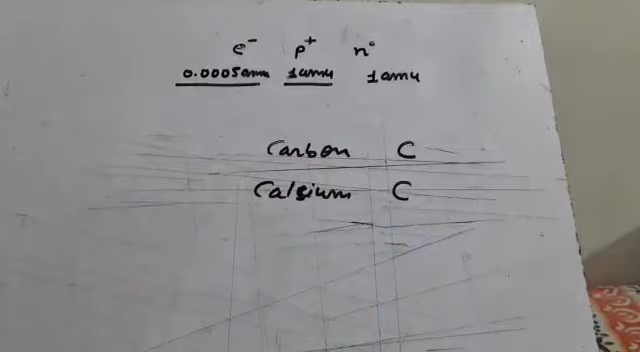 e⁻ p⁺ n°
0.0005amu 1amu 1amu
Carbon C
Calsium C